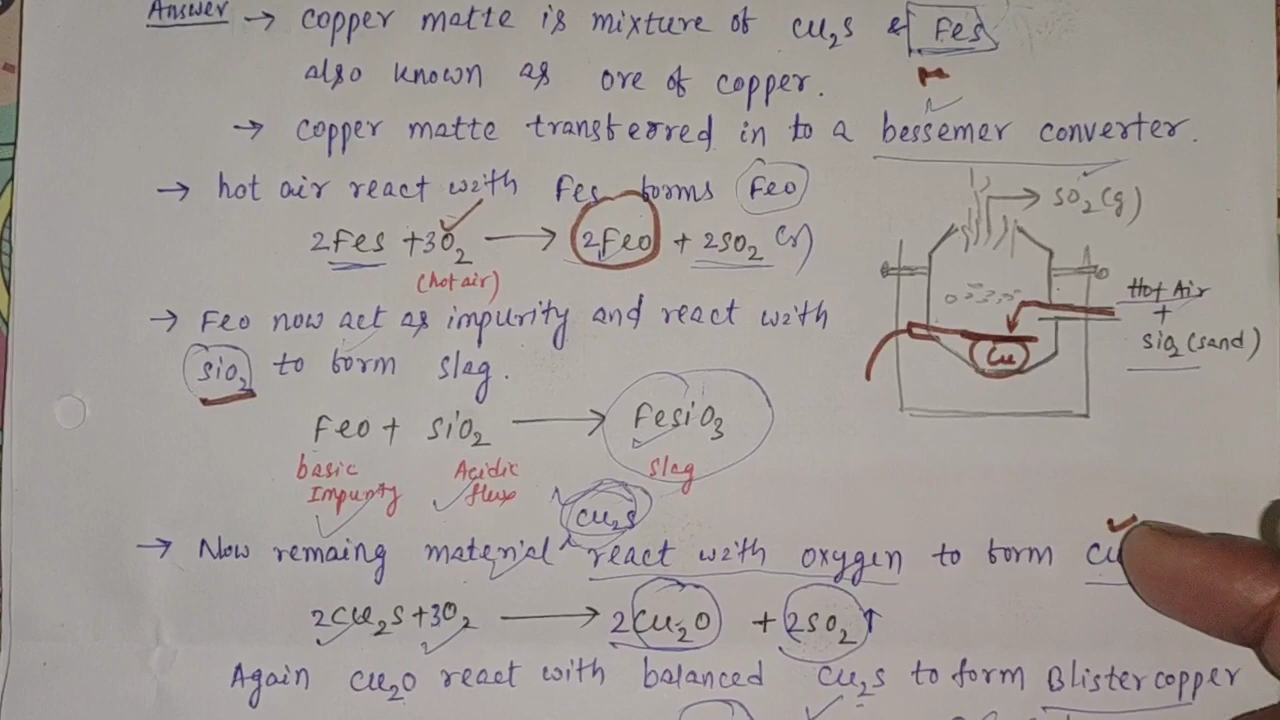 Answer → copper matte is mixture of Cu₂S & Fes
also known as ore of copper.
→ copper matte transferred in to a bessemer converter.
→ hot air react with Fes forms Feo
2Fes + 3O₂ → 2Feo + 2SO₂ (g)
(hot air)
→ Feo now act as impurity and react with
SiO₂ to form slag.
Feo + SiO₂ → FesiO₃
basic Impurity
Acidic flux
Slag
Cu₂S
→ Now remaing material ^ react with oxygen to form
2Cu₂S + 3O₂ → 2Cu₂O + 2SO₂ ↑
Again Cu₂O react with balanced Cu₂S to form Blister copper
→ SO₂(g)
Hot Air
+
SiO₂ (sand)
Cu